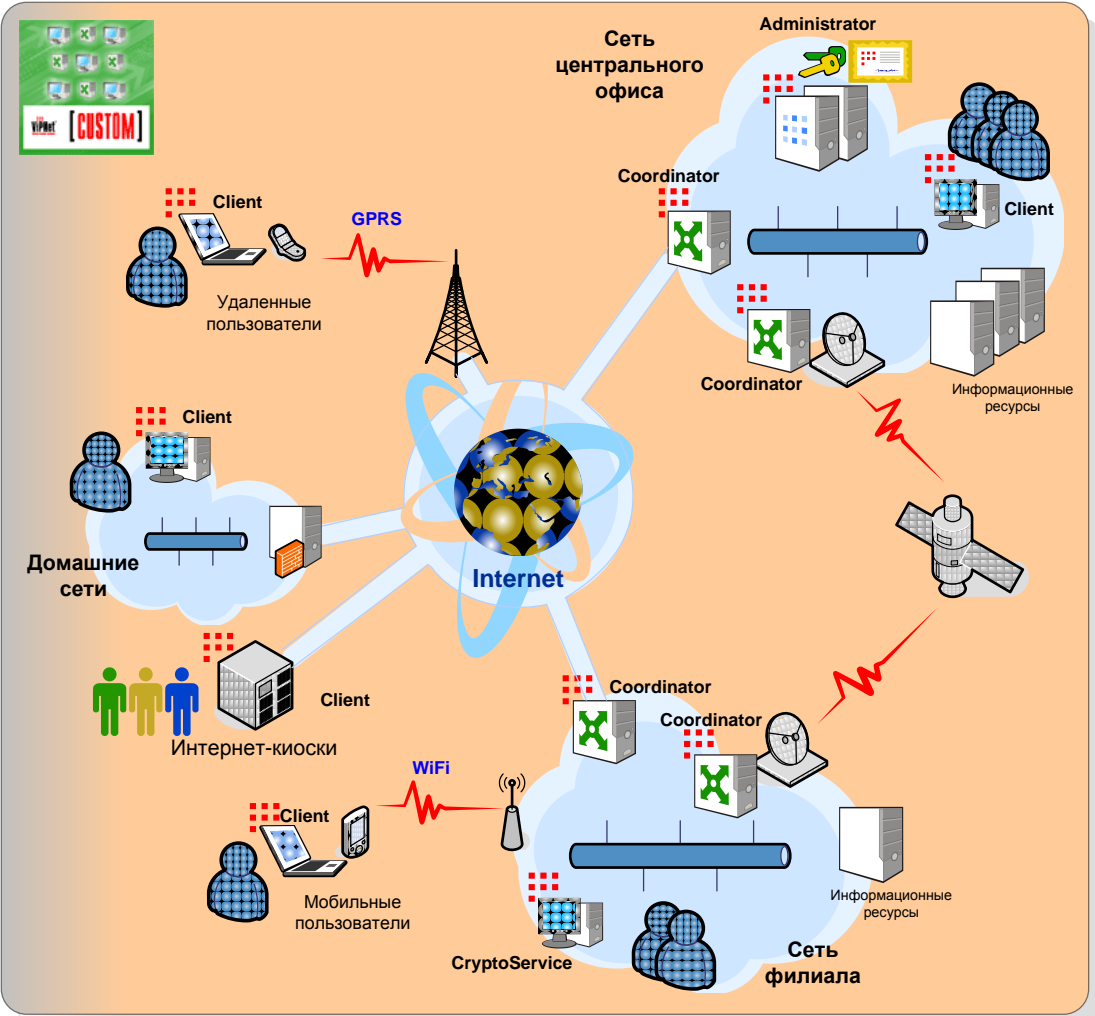 ViPNet [CUSTOM]
Administrator
Сеть
центрального
офиса
Coordinator
Client
Client
GPRS
Удаленные
пользователи
Coordinator
Информационные
ресурсы
Client
Internet
Домашние
сети
Client
Интернет-киоски
Coordinator
Coordinator
WiFi
Client
Мобильные
пользователи
Информационные
ресурсы
CryptoService
Сеть
филиала